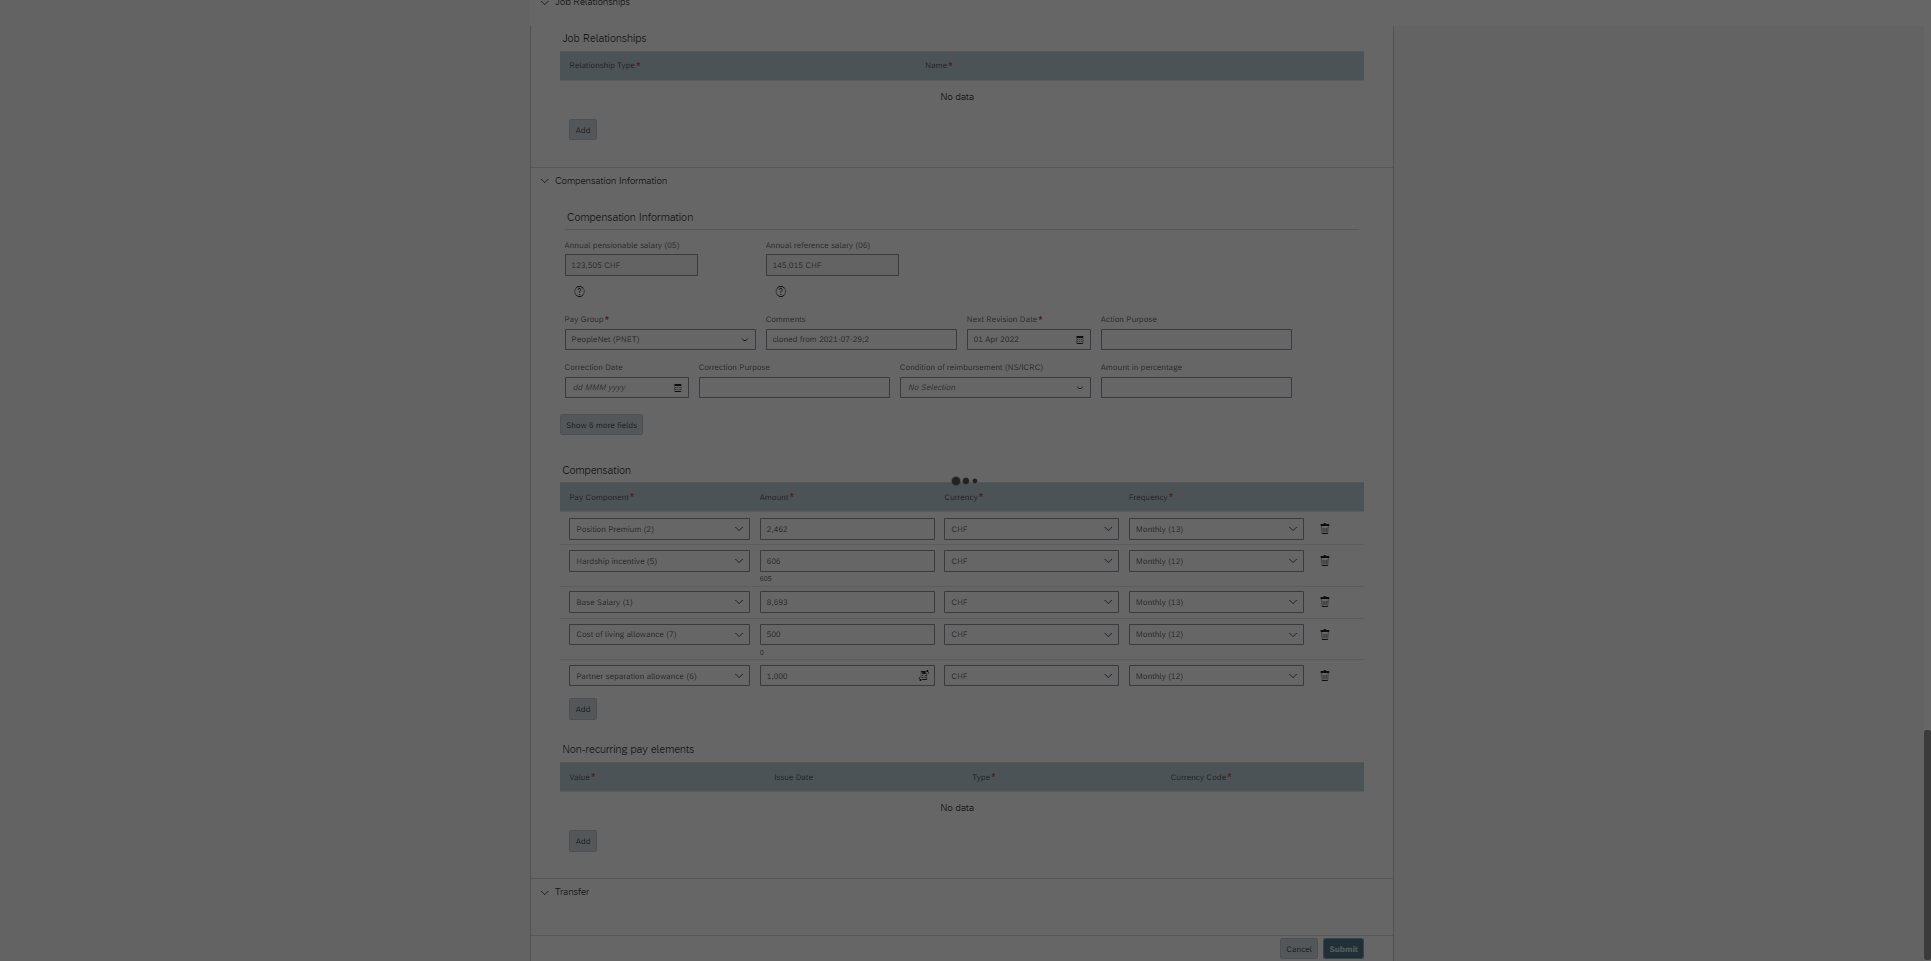 Job Relationships
Job Relationships
Relationship Type* Name*
No data
Add
Compensation Information
Compensation Information
Annual pensionable salary (05) Annual reference salary (06)
123,505 CHF 145,015 CHF
Pay Group* Comments Next Revision Date* Action Purpose
PeopleNet (PNET) cloned from 2021-07-29;2 01 Apr 2022
Correction Date Correction Purpose Condition of reimbursement (NS/ICRC) Amount in percentage
dd MMM yyyy No Selection
Show 6 more fields
Compensation
Pay Component* Amount* Currency* Frequency*
Position Premium (2) 2,462 CHF Monthly (13)
Hardship incentive (5) 606 CHF Monthly (12)
605
Base Salary (1) 8,693 CHF Monthly (13)
Cost of living allowance (7) 500 CHF Monthly (12)
0
Partner separation allowance (6) 1,000 CHF Monthly (12)
Add
Non-recurring pay elements
Value* Issue Date Type* Currency Code*
No data
Add
Transfer
Cancel Submit